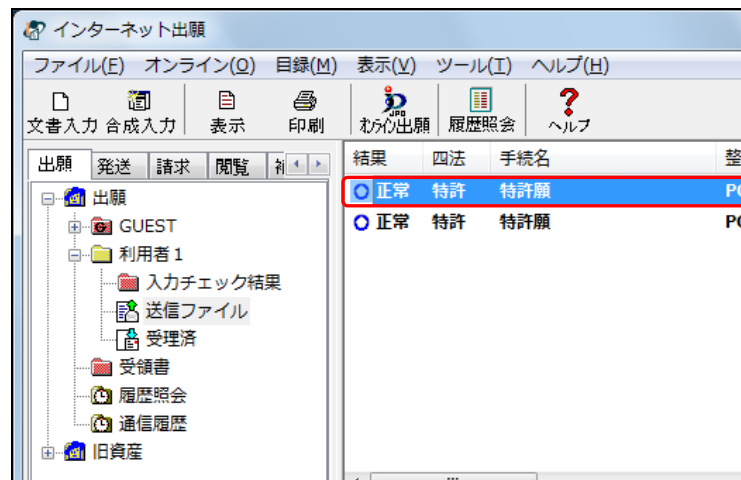 インターネット出願
ファイル(F) オンライン(O) 目録(M) 表示(V) ツール(T) ヘルプ(H)
文書入力 合成入力 表示 印刷 オンライン出願 履歴照会 ヘルプ
出願 発送 請求 閲覧
結果 四法 手続名 整
正常 特許 特許願 PC
正常 特許 特許願 PC
出願
GUEST
利用者1
入力チェック結果
送信ファイル
受理済
受領書
履歴照会
通信履歴
旧資産